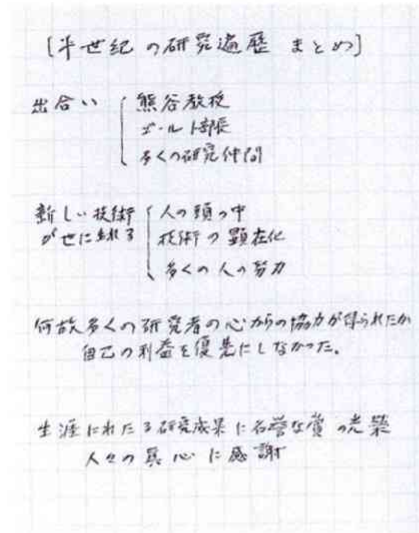 [半世紀の研究遍歴 まとめ]
出合い 熊谷教授
ゴールド部長
多くの研究仲間
新しい技術 人の頭の中
が世に生れる 技術の顕在化
多くの人の努力
何故多くの研究者の心からの協力が得られたか
自己の利益を優先にしなかった。
生涯にわたる研究成果に名誉な賞の光栄
人々の真心に感謝